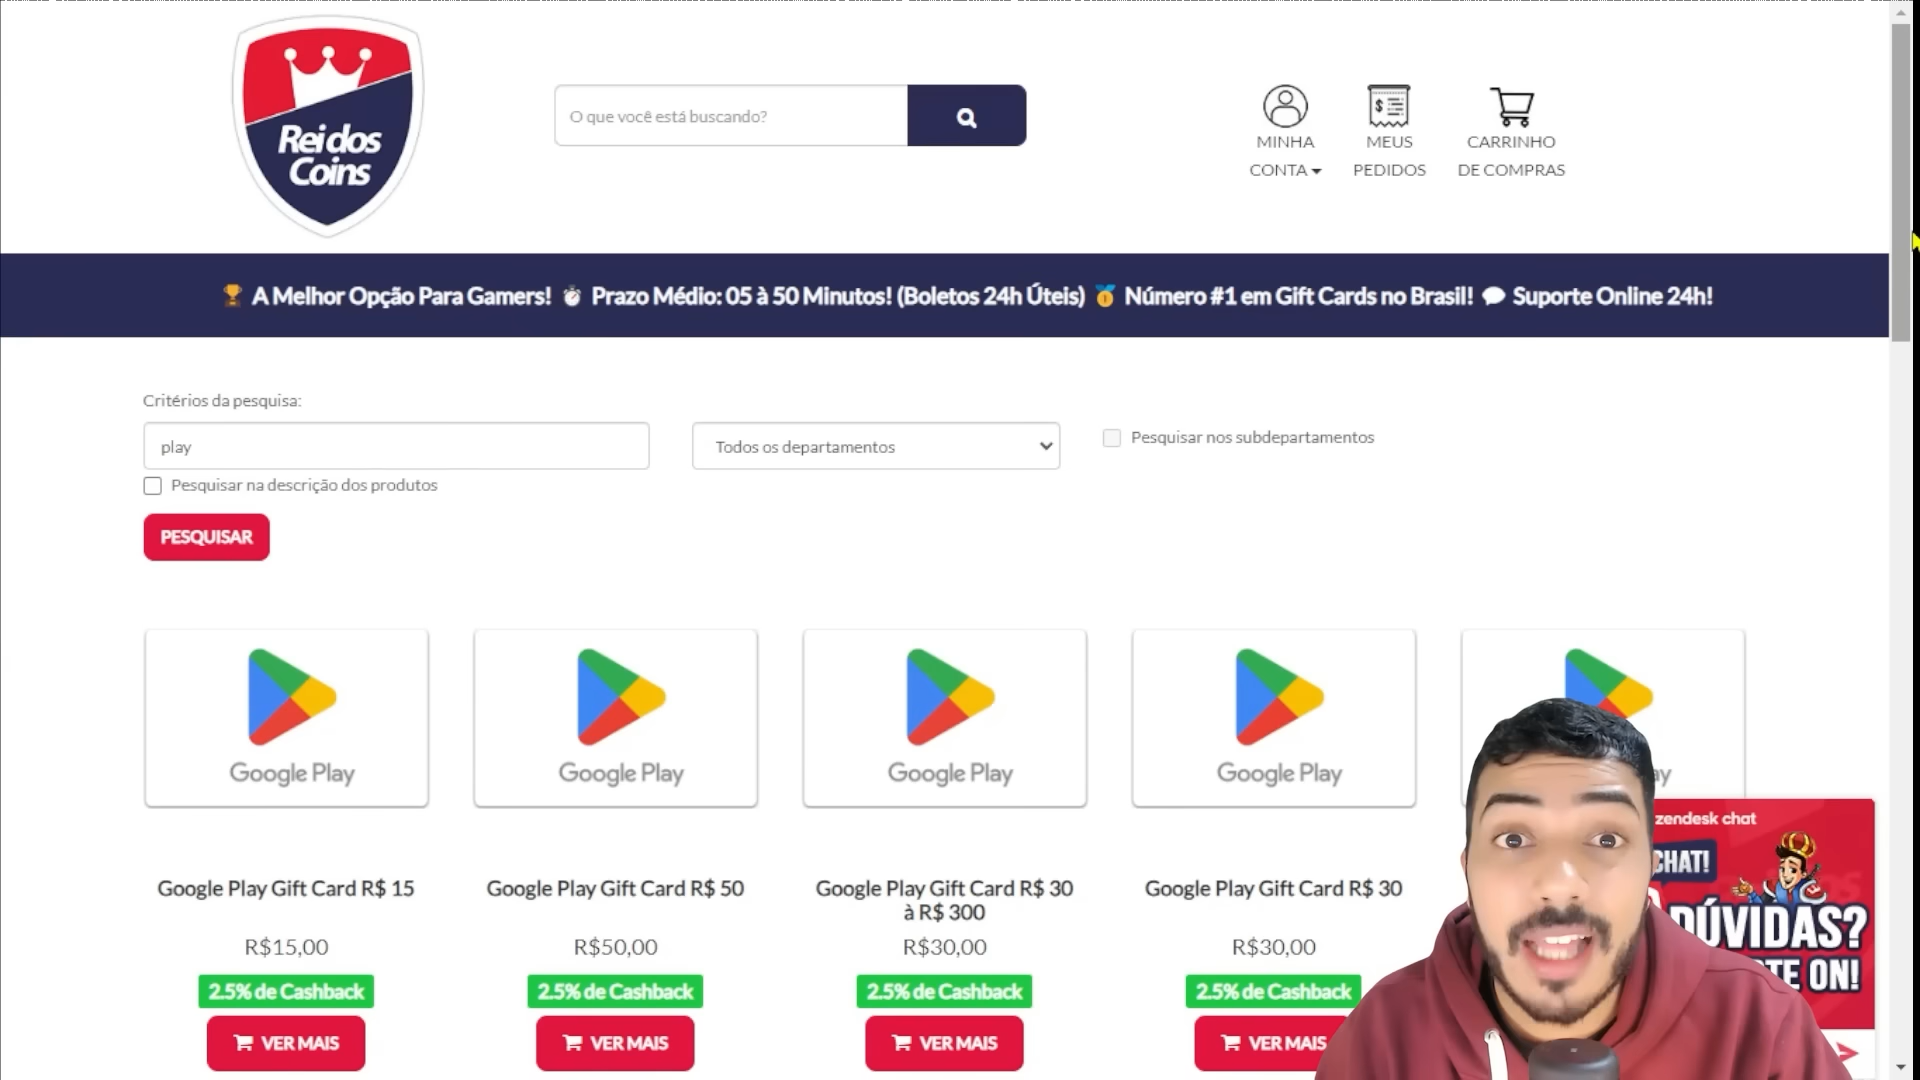 Rei dos
Coins
O que você está buscando?
MINHA
CONTA
MEUS
PEDIDOS
CARRINHO
DE COMPRAS
A Melhor Opção Para Gamers! Prazo Médio: 05 à 50 Minutos! (Boletos 24h Úteis) Número #1 em Gift Cards no Brasil! Suporte Online 24h!
Critérios da pesquisa:
play
Todos os departamentos
Pesquisar nos subdepartamentos
Pesquisar na descrição dos produtos
PESQUISAR
Google Play
Google Play
Google Play
Google Play
Google Play Gift Card R$ 15
R$15,00
2.5% de Cashback
VER MAIS
Google Play Gift Card R$ 50
R$50,00
2.5% de Cashback
VER MAIS
Google Play Gift Card R$ 30
à R$ 300
R$30,00
2.5% de Cashback
VER MAIS
Google Play Gift Card R$ 30
R$30,00
2.5% de Cashback
VER MAIS
zendesk chat
CHAT!
DÚVIDAS?
ON!